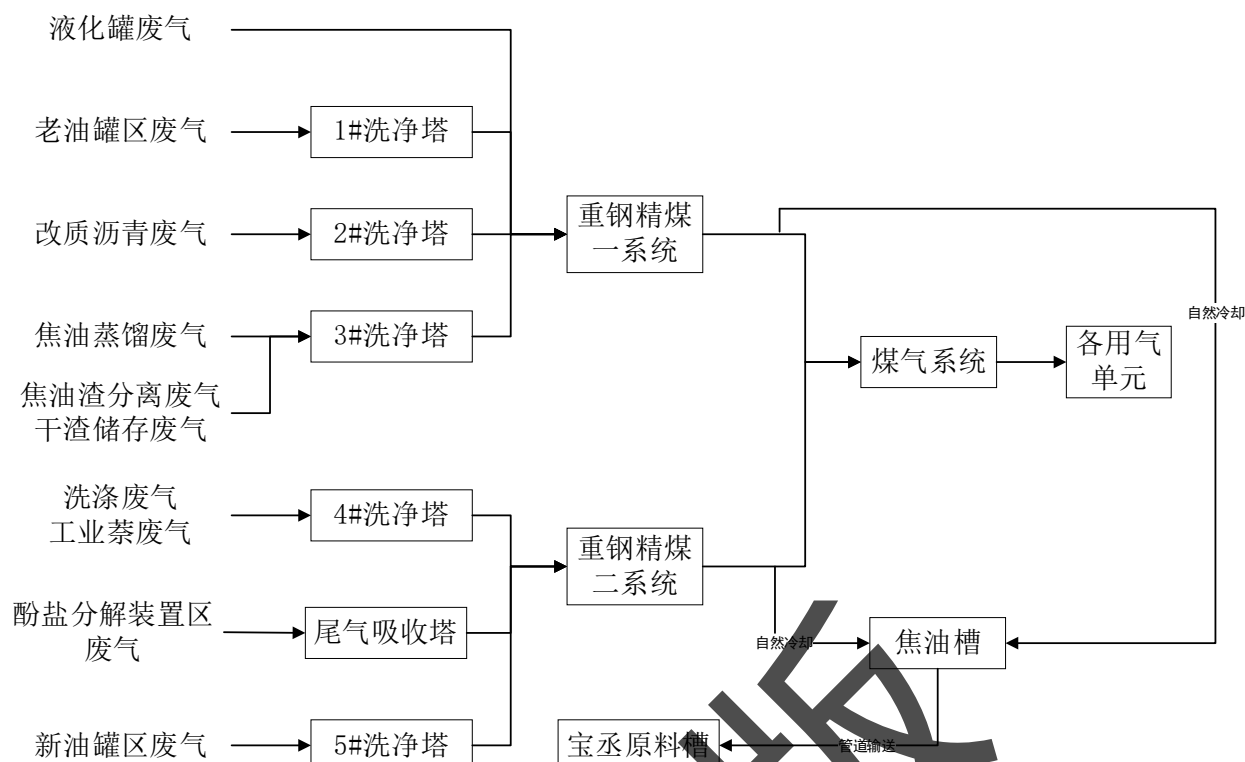 液化罐废气
老油罐区废气
1#洗净塔
改质沥青废气
2#洗净塔
重钢精煤
一系统
焦油蒸馏废气
3#洗净塔
自然冷却
煤气系统
各用气
单元
焦油渣分离废气
干渣储存废气
洗涤废气
工业萘废气
4#洗净塔
重钢精煤
二系统
酚盐分解装置区
废气
尾气吸收塔
自然冷却
焦油槽
新油罐区废气
5#洗净塔
宝丞原料槽
管道输送
版